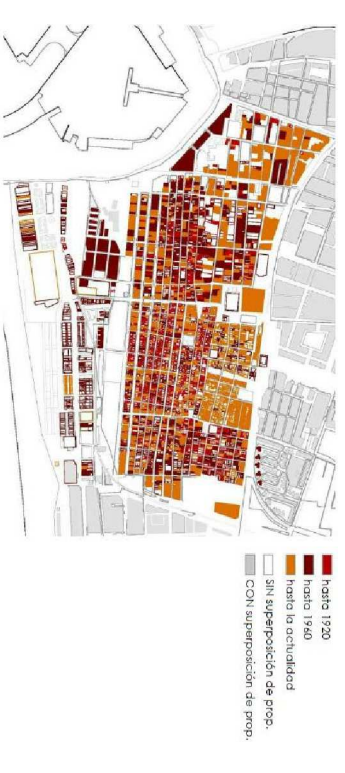 hasta 1920
hasta 1960
hasta la actualidad
SIN superposición de prop.
CON superposición de prop.